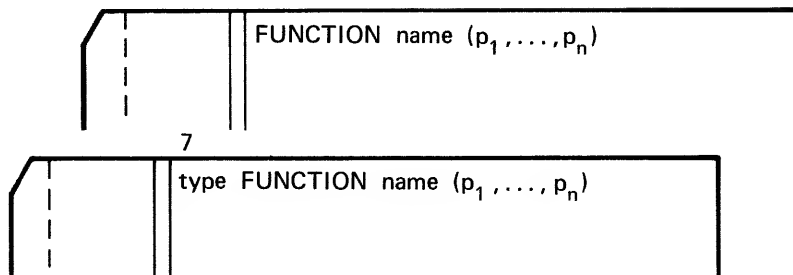 FUNCTION name (p₁,...,pₙ)
7
type FUNCTION name (p₁,...,pₙ)